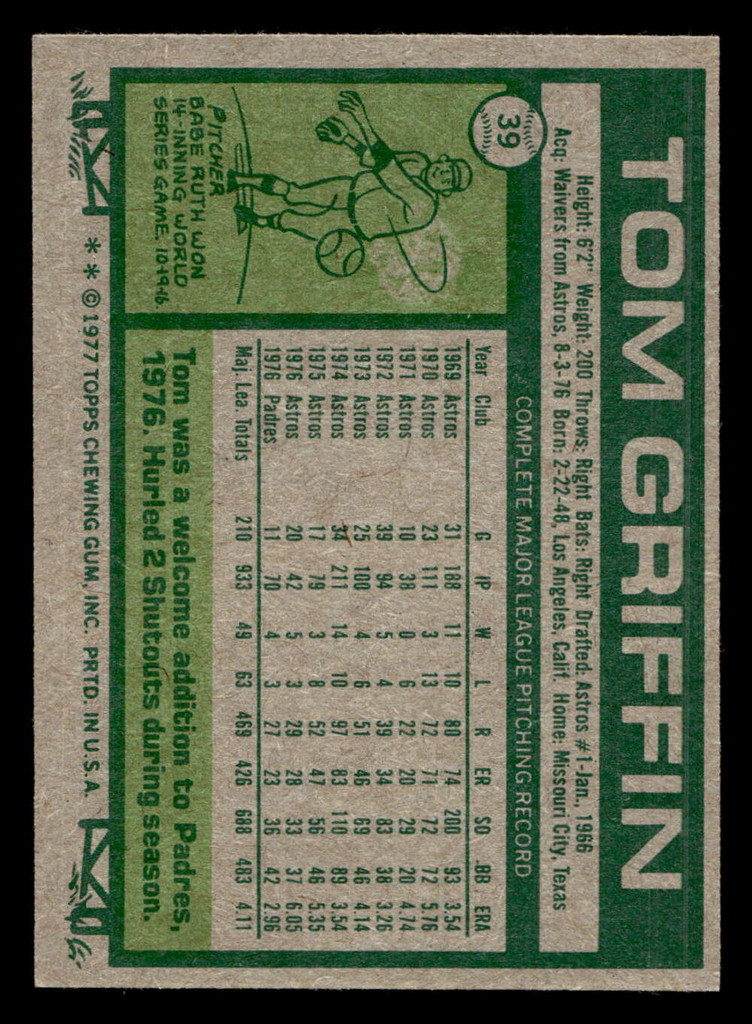 39
TOM GRIFFIN
Height: 6'2" Weight: 200 Throws: Right Bats: Right Drafted: Astros #1-Jan., 1966
Acq: Waivers from Astros, 8-3-76 Born: 2-22-48, Los Angeles, Calif. Home: Missouri City, Texas
COMPLETE MAJOR LEAGUE PITCHING RECORD
Year Club G IP W L R ER SO BB ERA
1969 Astros 31 188 11 10 80 74 200 93 3.54
1970 Astros 23 111 3 13 72 71 72 72 5.76
1971 Astros 10 38 0 6 22 20 29 20 4.74
1972 Astros 39 94 5 4 39 34 83 38 3.26
1973 Astros 25 100 4 6 51 46 69 46 4.14
1974 Astros 34 211 14 10 97 83 110 89 3.54
1975 Astros 17 79 3 8 52 47 56 46 5.35
1976 Astros 20 42 5 3 29 28 33 37 6.05
1976 Padres 11 70 4 3 27 23 36 42 2.96
Maj. Lea. Totals 210 933 49 63 469 426 688 483 4.11
PITCHER
BABE RUTH WON
14-INNING WORLD
SERIES GAME, 10-9-16.
Tom was a welcome addition to Padres,
1976. Hurled 2 Shutouts during season.
* * © 1977 TOPPS CHEWING GUM, INC. PRTD. IN U.S.A.